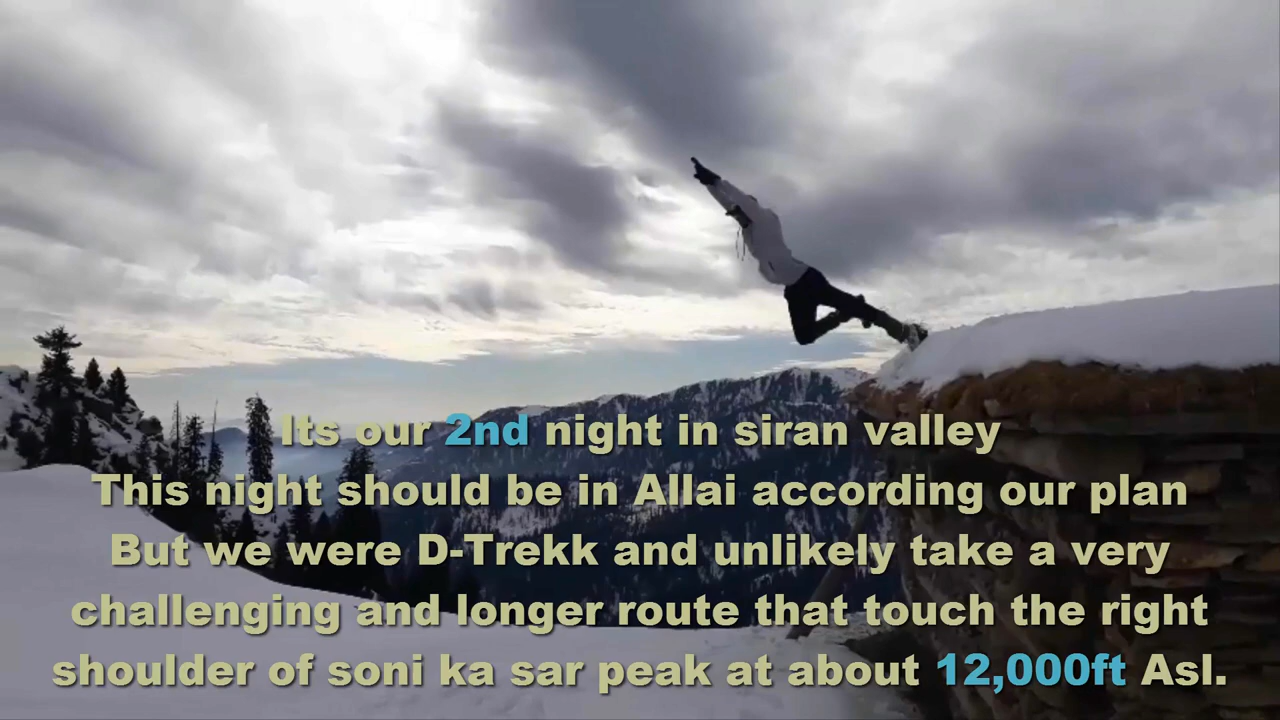 Its our 2nd night in siran valley
This night should be in Allai according our plan
But we were D-Trekk and unlikely take a very
challenging and longer route that touch the right
shoulder of soni ka sar peak at about 12,000ft Asl.